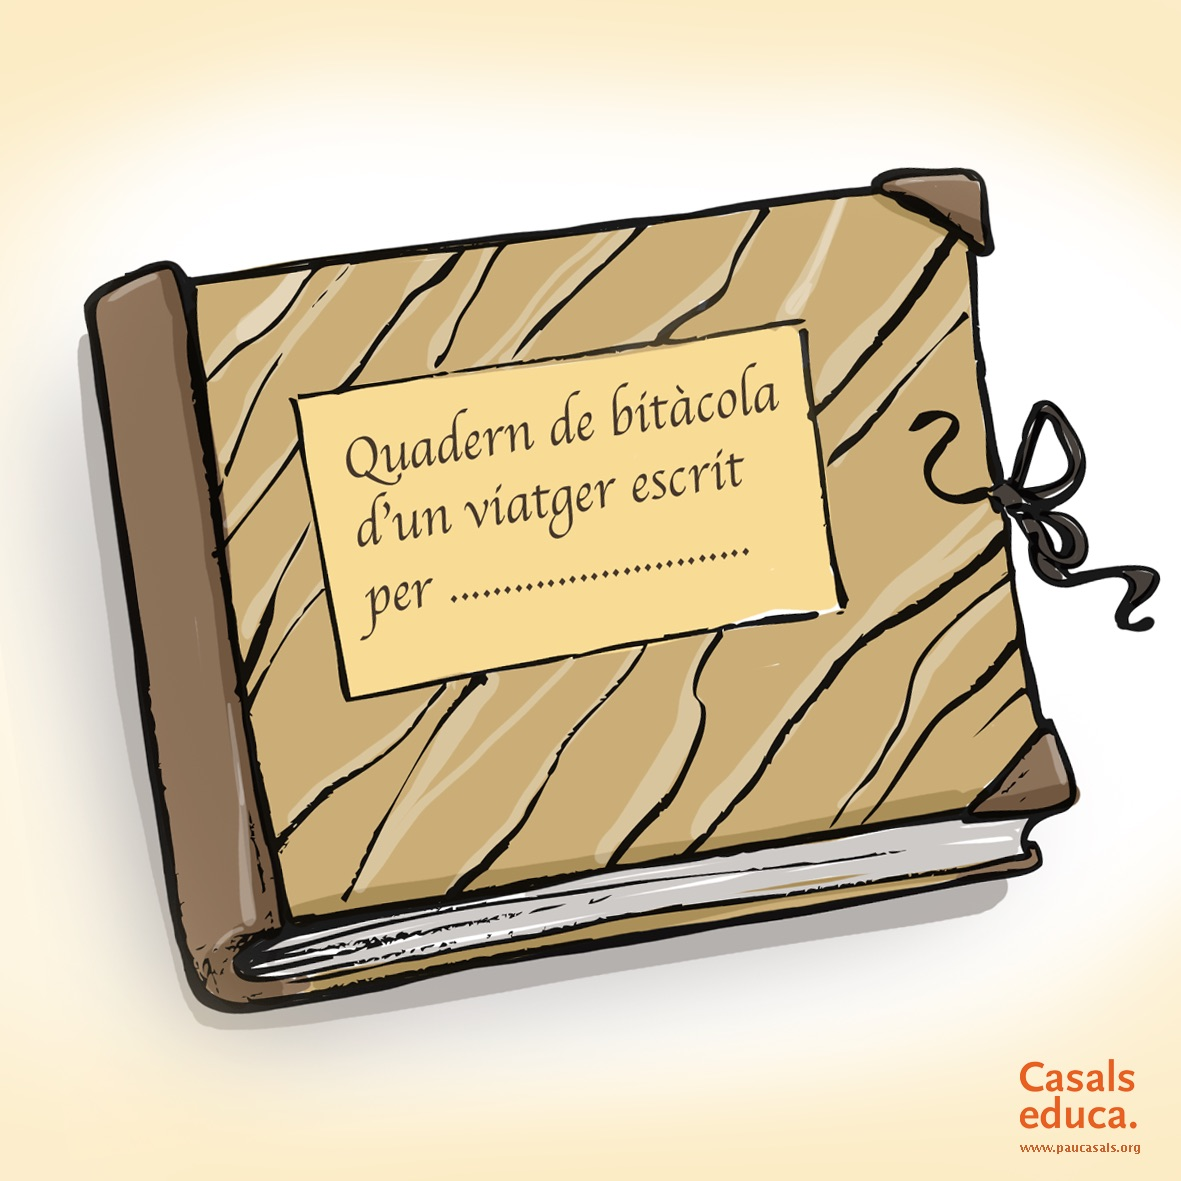 Quadern de bitàcola
d'un viatger escrit
per ............................
Casals
educa.
www.paucasals.org